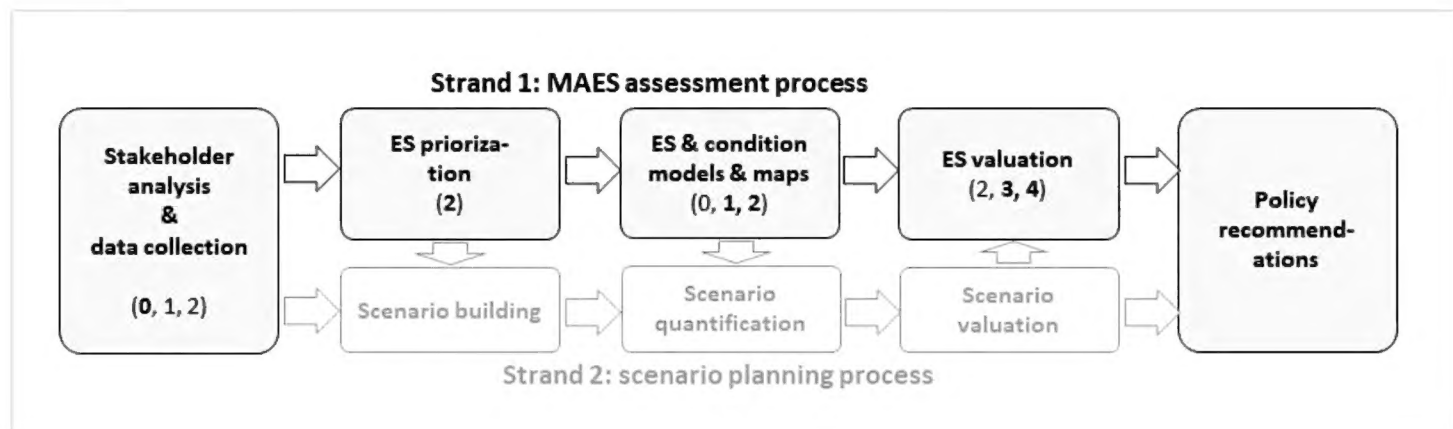 Strand 1: MAES assessment process
Stakeholder
analysis
&
data collection
(0, 1, 2)
ES prioriza-
tion
(2)
ES & condition
models & maps
(0, 1, 2)
ES valuation
(2, 3, 4)
Policy
recommend-
ations
Scenario building
Scenario
quantification
Scenario
valuation
Strand 2: scenario planning process